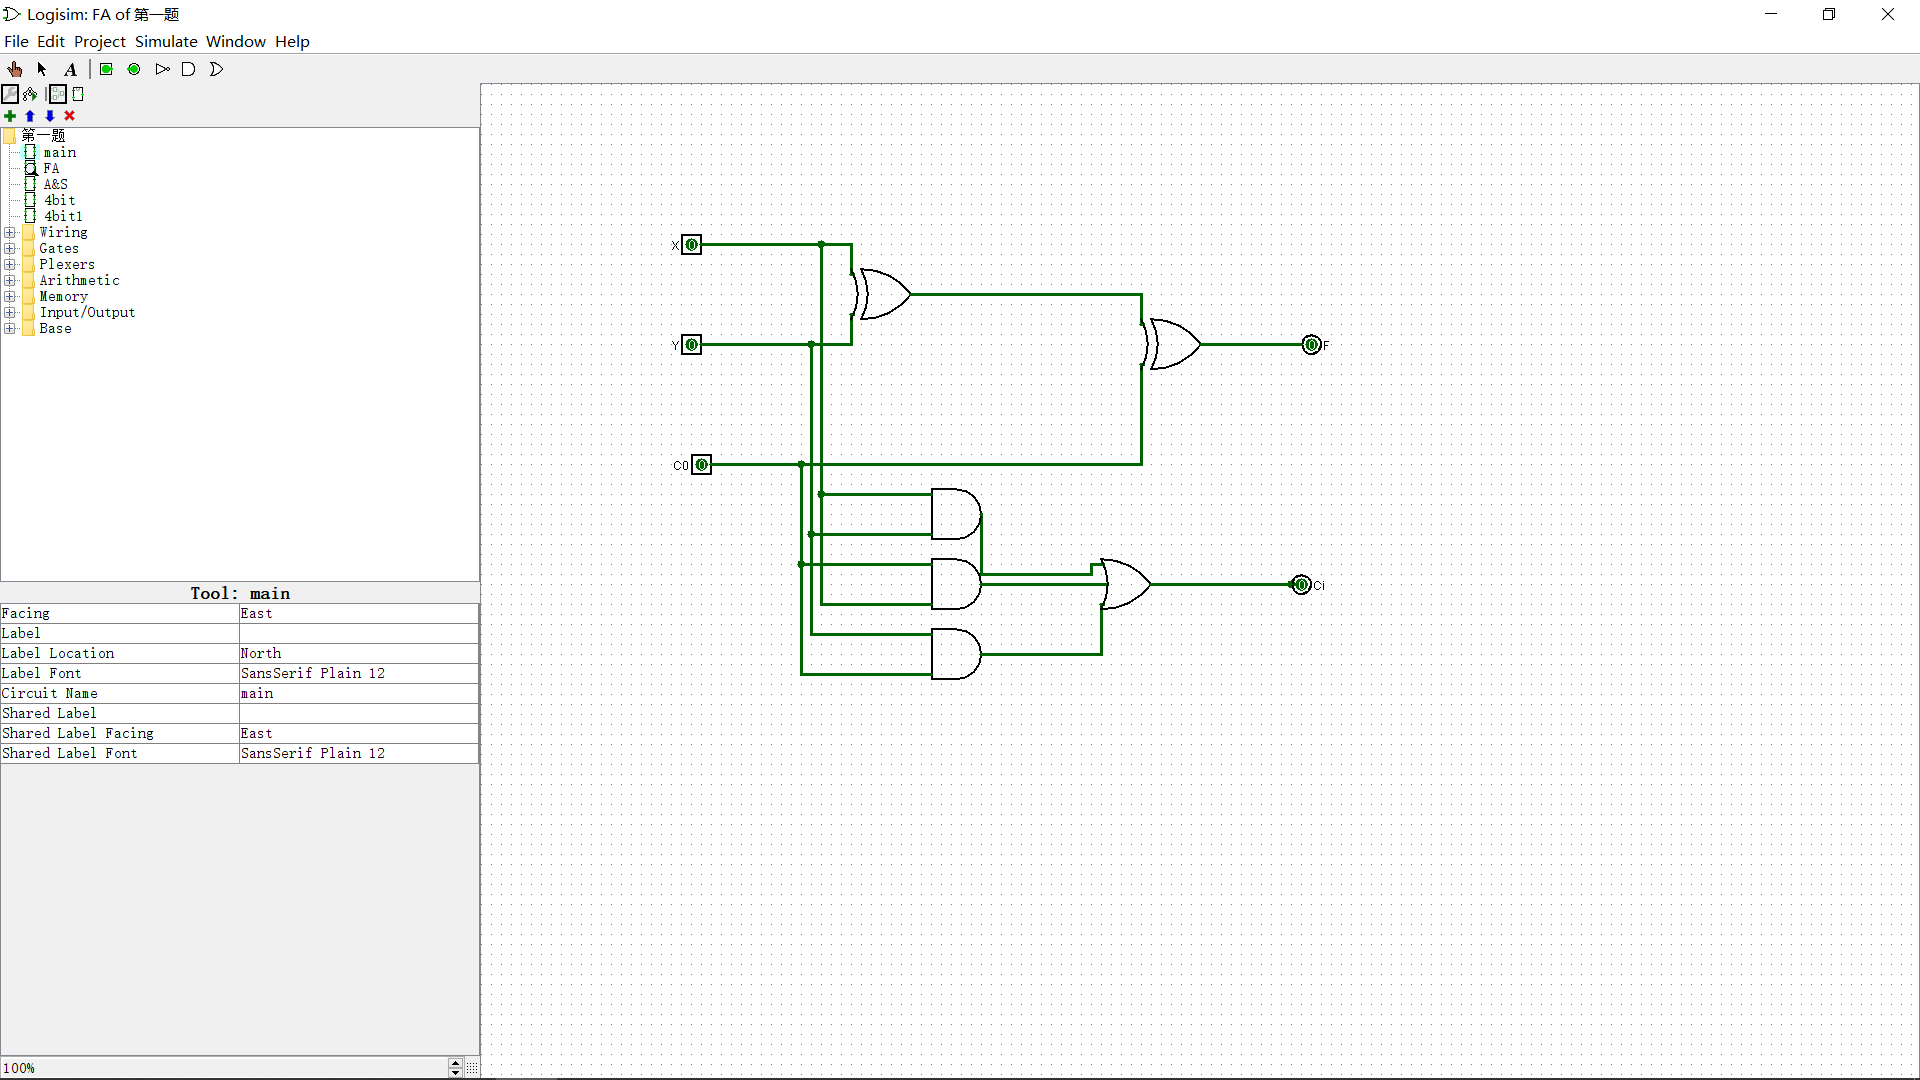 Logisim: FA of 第一题
File Edit Project Simulate Window Help
A
第一题
main
FA
A&S
4bit
4bit1
Wiring
Gates
Plexers
Arithmetic
Memory
Input/Output
Base
Tool: main
Facing East
Label
Label Location North
Label Font SansSerif Plain 12
Circuit Name main
Shared Label
Shared Label Facing East
Shared Label Font SansSerif Plain 12
100%
X 0
Y 0
0 F
C0 0
0 Ci